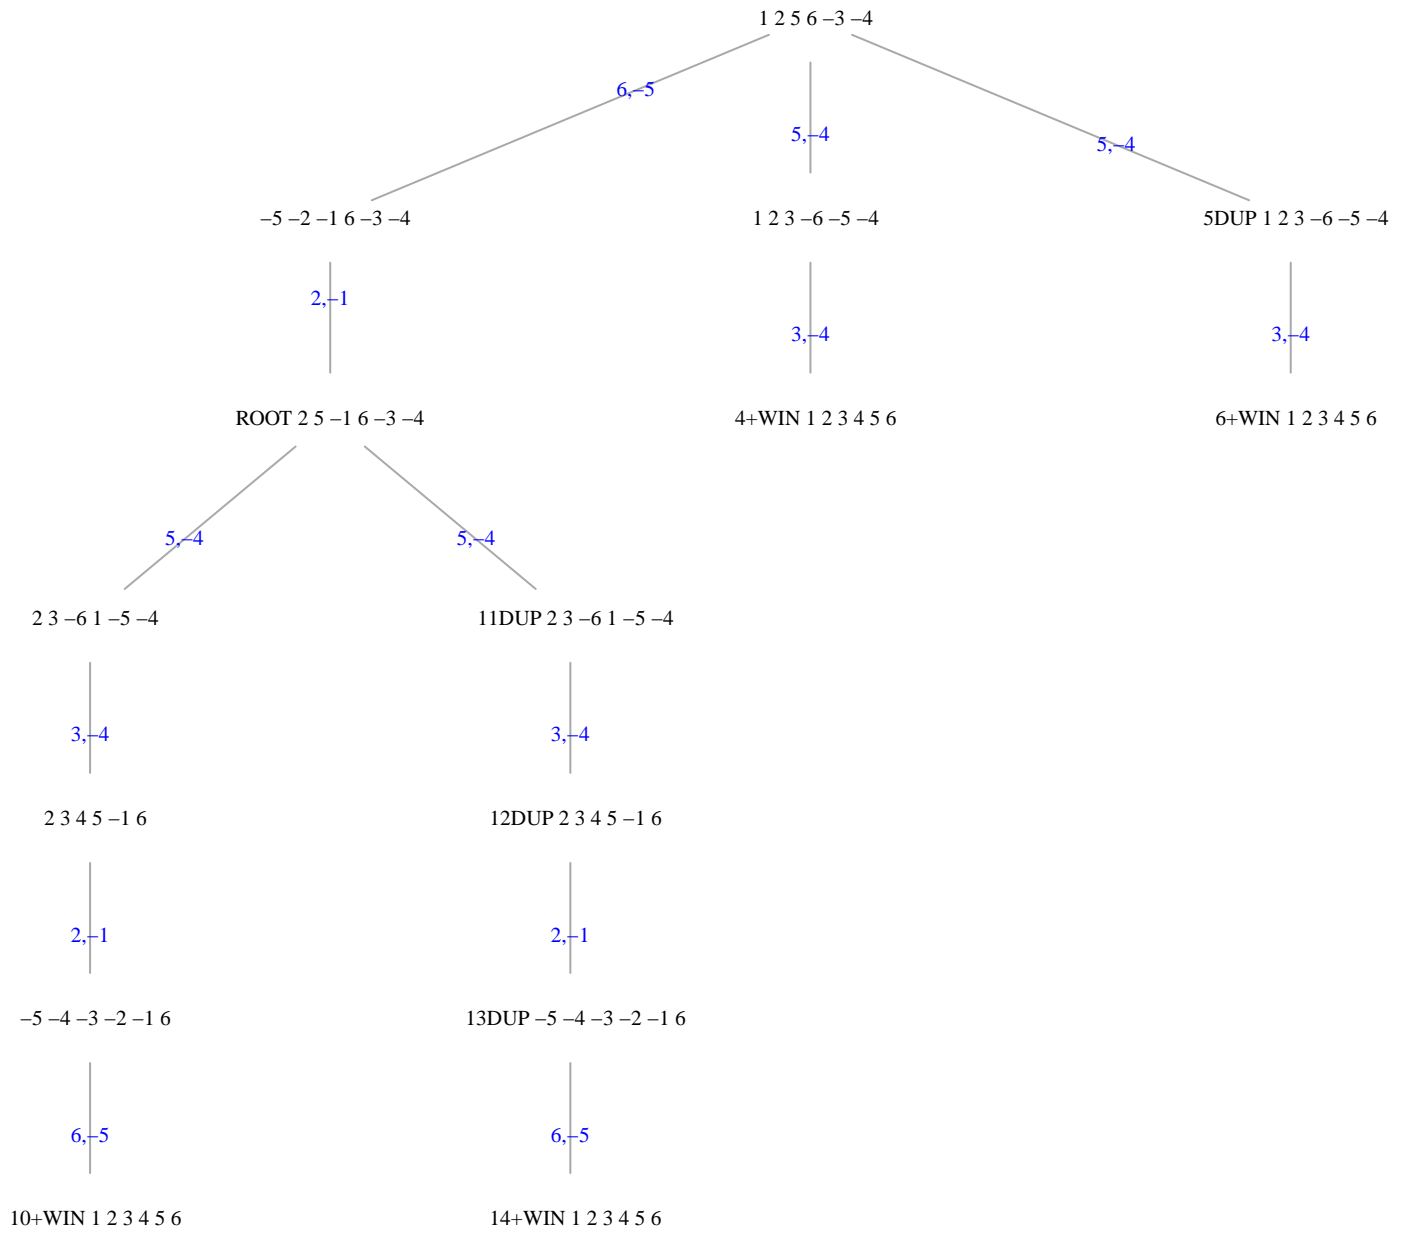 1 2 5 6 –3 –4
6,–5
5,–4
5,–4
–5 –2 –1 6 –3 –4
1 2 3 –6 –5 –4
5DUP 1 2 3 –6 –5 –4
2,–1
3,–4
3,–4
ROOT 2 5 –1 6 –3 –4
4+WIN 1 2 3 4 5 6
6+WIN 1 2 3 4 5 6
5,–4
5,–4
2 3 –6 1 –5 –4
11DUP 2 3 –6 1 –5 –4
3,–4
3,–4
2 3 4 5 –1 6
12DUP 2 3 4 5 –1 6
2,–1
2,–1
–5 –4 –3 –2 –1 6
13DUP –5 –4 –3 –2 –1 6
6,–5
6,–5
10+WIN 1 2 3 4 5 6
14+WIN 1 2 3 4 5 6